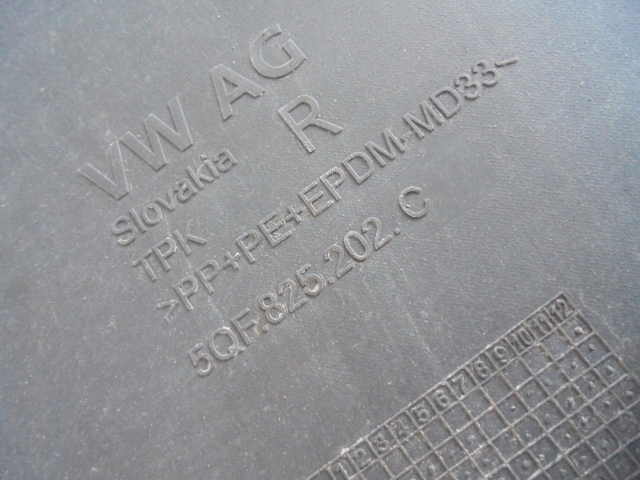 VW AG
Slovakia R
TPK
>PP+PE+EPDM-MD33-
5QF.825.202. C
1 2 3 4 5 6 7 8 9 10 11 12